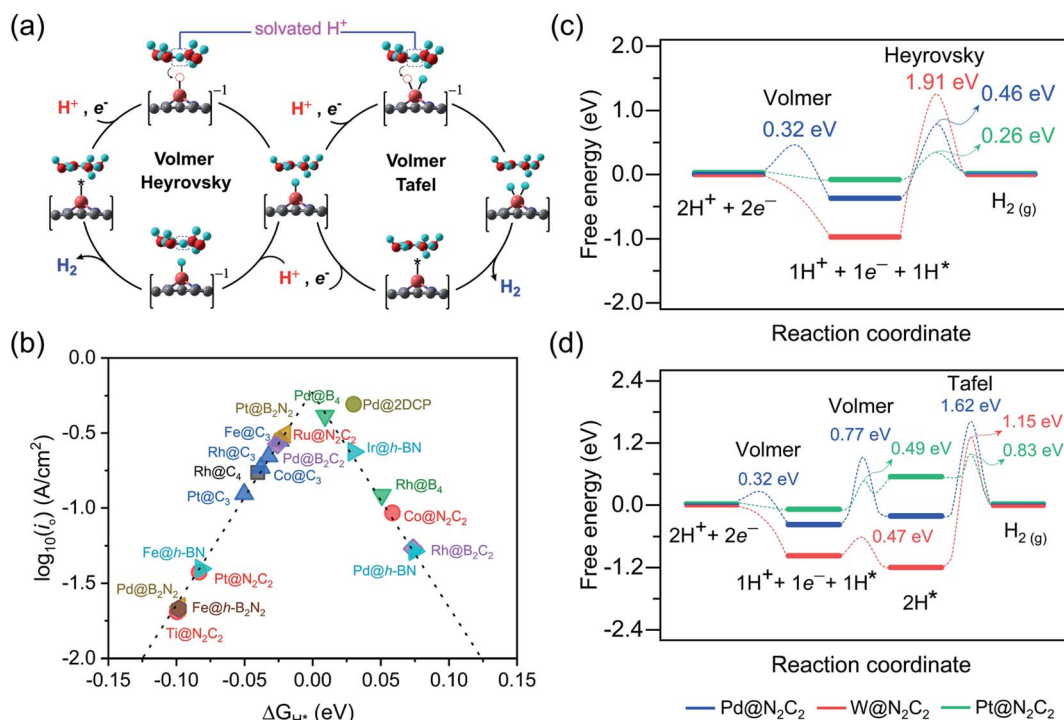 (a)
solvated H⁺
H⁺ , e⁻
[ ]⁻¹
H⁺ , e⁻
[ ]⁻¹
Volmer
Heyrovsky
Volmer
Tafel
*
H₂
[ ]⁻¹
H⁺ , e⁻
*
[ ]⁻¹
H₂
(b)
log₁₀(i₀) (A/cm²)
0.0
-0.5
-1.0
-1.5
-2.0
Pd@B₄
Pd@2DCP
Pt@B₂N₂
Fe@C₃
Ru@N₂C₂
Rh@C₃
Pd@B₂C₂
Ir@h-BN
Rh@C₄
Co@C₃
Pt@C₃
Rh@B₄
Co@N₂C₂
Fe@h-BN
Rh@B₂C₂
Pt@N₂C₂
Pd@h-BN
Pd@B₂N₂
Fe@h-B₂N₂
Ti@N₂C₂
-0.15 -0.10 -0.05 0.00 0.05 0.10 0.15
ΔG_H* (eV)
(c)
Free energy (eV)
2.0
1.0
0.0
-1.0
-2.0
Heyrovsky
1.91 eV
Volmer
0.46 eV
0.32 eV
0.26 eV
2H⁺ + 2e⁻
H₂ (g)
1H⁺ + 1e⁻ + 1H*
Reaction coordinate
(d)
Free energy (eV)
2.4
1.2
0.0
-1.2
-2.4
Tafel
1.62 eV
Volmer
1.15 eV
0.77 eV
Volmer
0.49 eV
0.83 eV
0.32 eV
2H⁺ + 2e⁻
0.47 eV
H₂ (g)
1H⁺ + 1e⁻ + 1H*
2H*
Reaction coordinate
Pd@N₂C₂ W@N₂C₂ Pt@N₂C₂